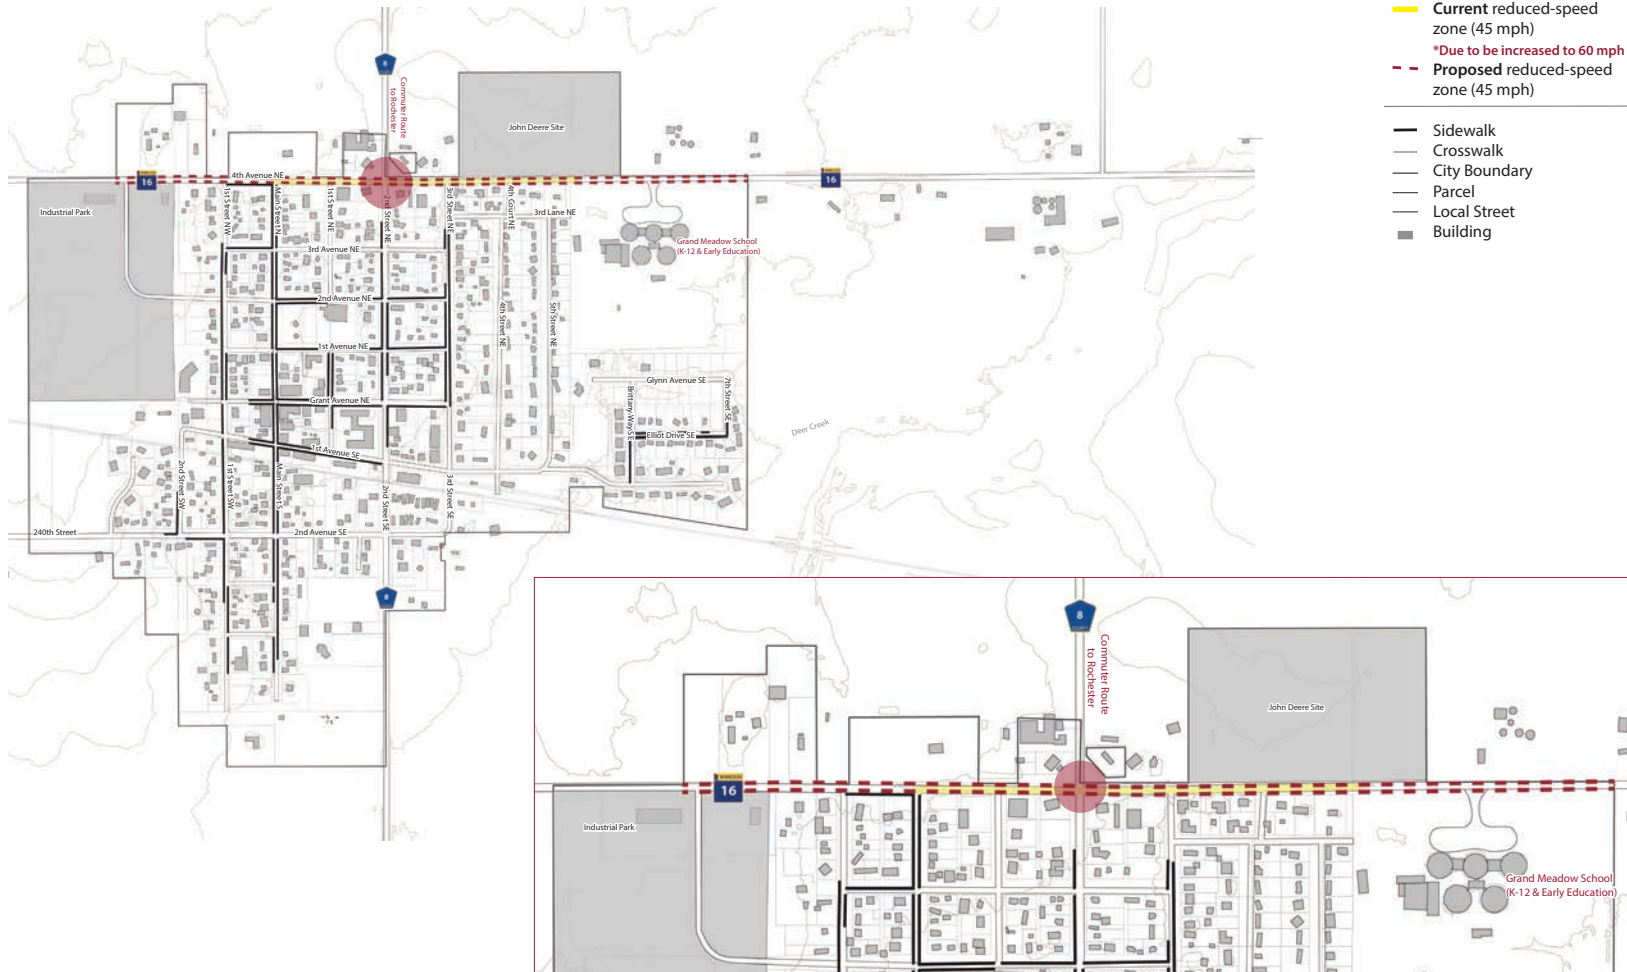 Current reduced-speed
zone (45 mph)
*Due to be increased to 60 mph
Proposed reduced-speed
zone (45 mph)
Sidewalk
Crosswalk
City Boundary
Parcel
Local Street
Building
8
Commuter Route
to Rochester
John Deere Site
16
4th Avenue NE
16
Industrial Park
1st Street NW
Main Street N
1st Street NE
2nd Street NE
3rd Street NE
4th Court NE
3rd Lane NE
Grand Meadow School
(K-12 & Early Education)
3rd Avenue NE
2nd Avenue NE
4th Street NE
5th Street NE
1st Avenue NE
Glynn Avenue SE
7th Street SE
Brittany Way SE
Grant Avenue NE
Elliot Drive SE
Deer Creek
1st Avenue SE
2nd Street SW
1st Street SW
Main Street S
2nd Street SE
3rd Street SE
240th Street
2nd Avenue SE
8
8
Commuter Route
to Rochester
John Deere Site
16
Industrial Park
Grand Meadow School
(K-12 & Early Education)